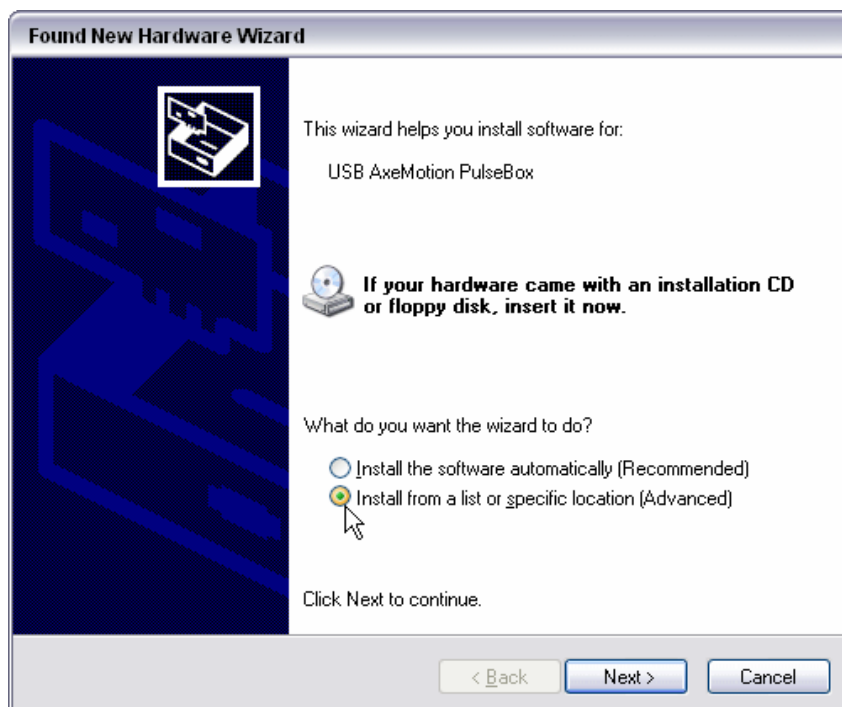 Found New Hardware Wizard
This wizard helps you install software for:
USB AxeMotion PulseBox
If your hardware came with an installation CD
or floppy disk, insert it now.
What do you want the wizard to do?
Install the software automatically (Recommended)
Install from a list or specific location (Advanced)
Click Next to continue.
< Back
Next >
Cancel